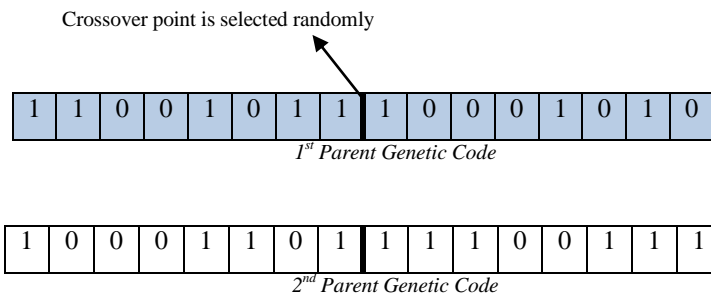 Crossover point is selected randomly
1 1 0 0 1 0 1 1 1 0 0 0 1 0 1 0
1st Parent Genetic Code
1 0 0 0 1 1 0 1 1 1 1 0 0 1 1 1
2nd Parent Genetic Code